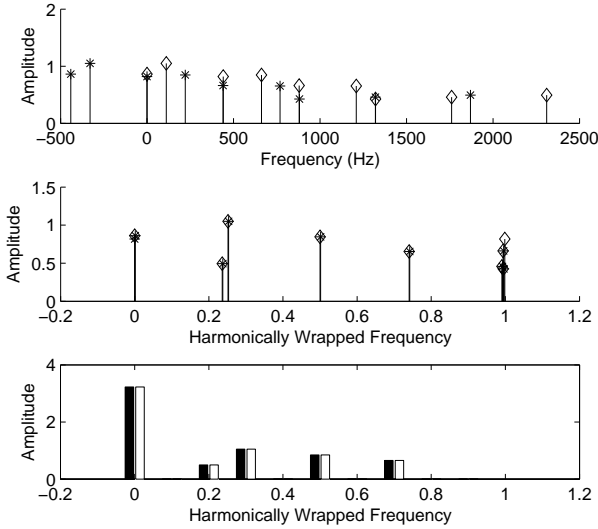 2
1
0
Amplitude
−500 0 500 1000 1500 2000 2500
Frequency (Hz)
1.5
1
0.5
0
Amplitude
−0.2 0 0.2 0.4 0.6 0.8 1 1.2
Harmonically Wrapped Frequency
4
2
0
Amplitude
−0.2 0 0.2 0.4 0.6 0.8 1 1.2
Harmonically Wrapped Frequency